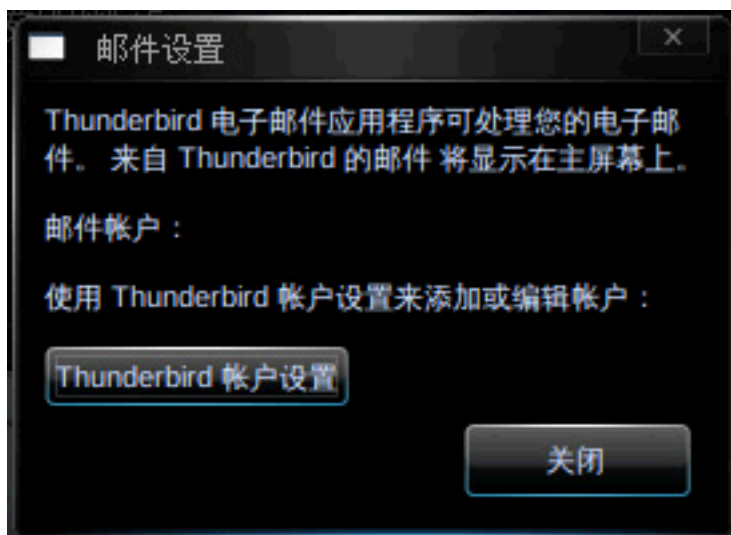 邮件设置
Thunderbird 电子邮件应用程序可处理您的电子邮
件。 来自 Thunderbird 的邮件 将显示在主屏幕上。
邮件帐户：
使用 Thunderbird 帐户设置来添加或编辑帐户：
Thunderbird 帐户设置
关闭